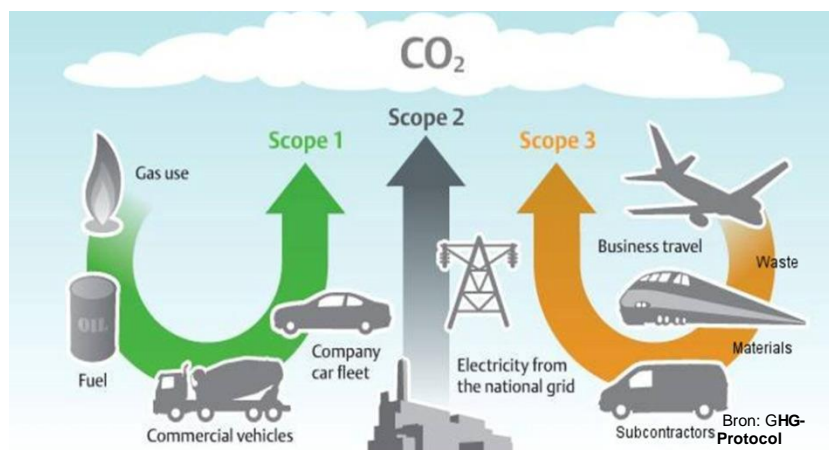 CO₂
Scope 1
Scope 2
Scope 3
Gas use
OIL
Fuel
Commercial vehicles
Company
car fleet
Electricity from
the national grid
Business travel
Waste
Materials
Subcontractors
Bron: GHG-
Protocol